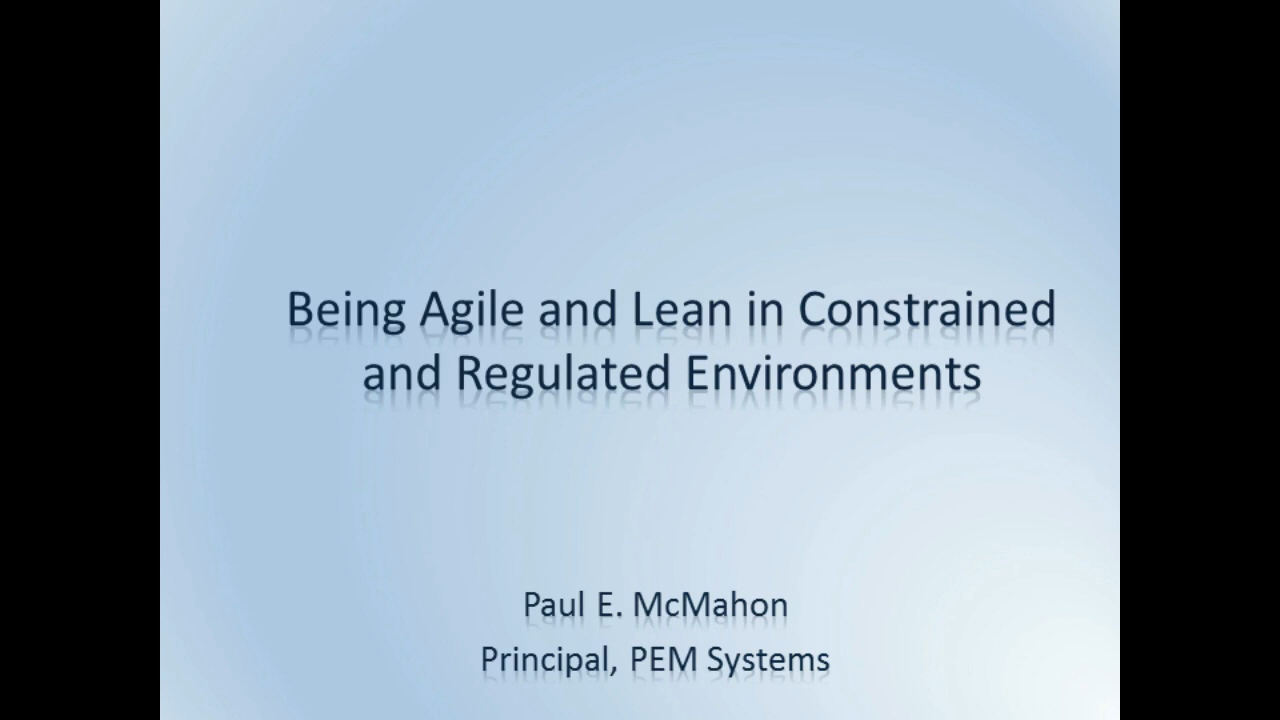 Being Agile and Lean in Constrained
and Regulated Environments
Paul E. McMahon
Principal, PEM Systems